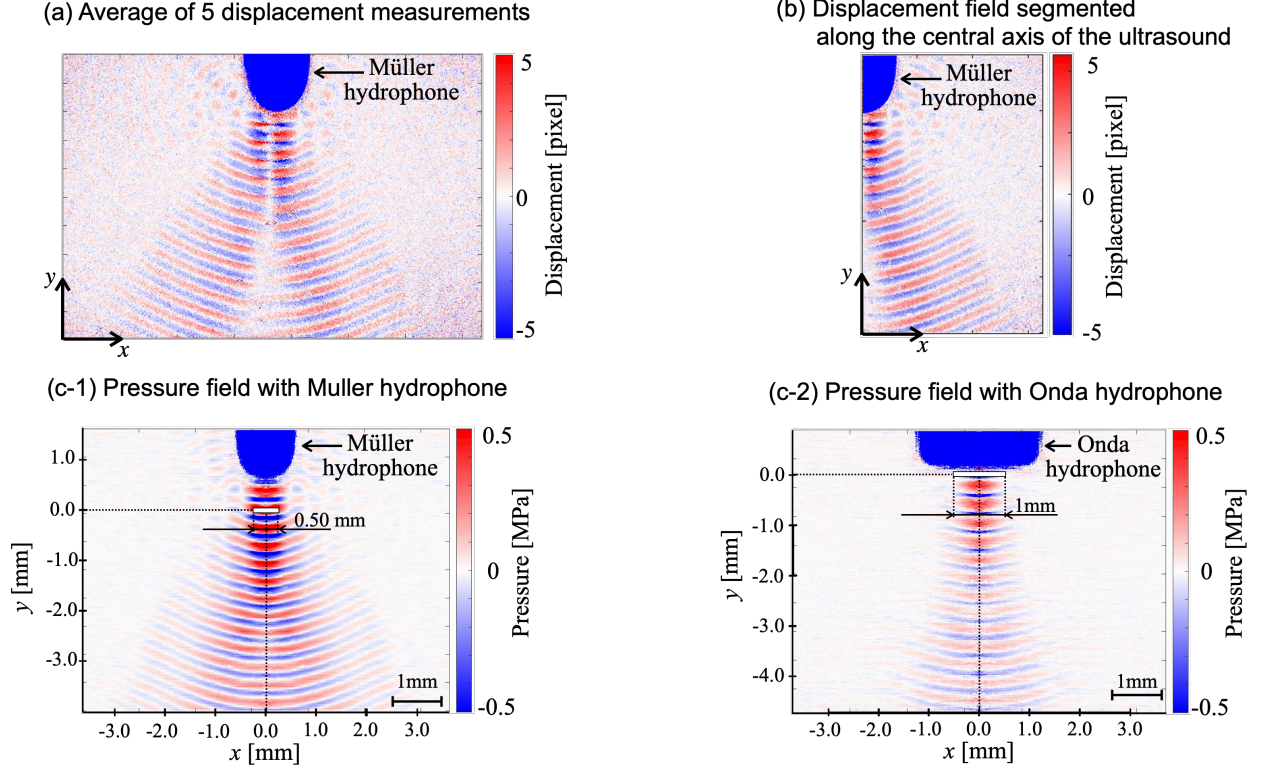 (a) Average of 5 displacement measurements
Müller
hydrophone
5
0
-5
Displacement [pixel]
y
x
(b) Displacement field segmented
along the central axis of the ultrasound
Müller
hydrophone
5
0
-5
Displacement [pixel]
y
x
(c-1) Pressure field with Muller hydrophone
Müller
hydrophone
0.50 mm
1mm
1.0
0.0
-1.0
-2.0
-3.0
y [mm]
-3.0 -2.0 -1.0 0.0 1.0 2.0 3.0
x [mm]
0.5
0
-0.5
Pressure [MPa]
(c-2) Pressure field with Onda hydrophone
Onda
hydrophone
1mm
1mm
0.0
-1.0
-2.0
-3.0
-4.0
y [mm]
-3.0 -2.0 -1.0 0.0 1.0 2.0 3.0
x [mm]
0.5
0
-0.5
Pressure [MPa]